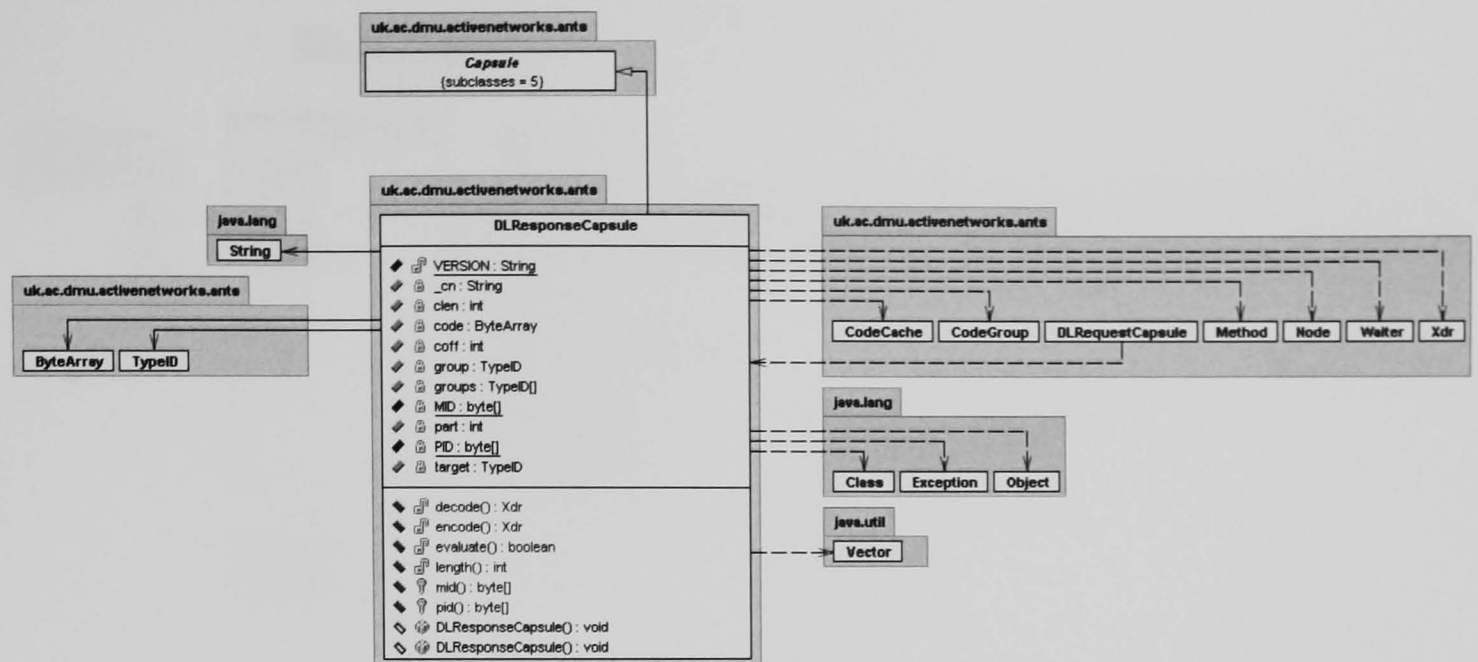 uk.ac.dmu.activenetworks.ants
Capsule
{subclasses = 5}
uk.ac.dmu.activenetworks.ants
DLResponseCapsule
VERSION : String
_cn : String
clen : int
code : ByteArray
coff : int
group : TypeID
groups : TypeID[]
MID : byte[]
part : int
PID : byte[]
target : TypeID
decode() : Xdr
encode() : Xdr
evaluate() : boolean
length() : int
mid() : byte[]
pid() : byte[]
DLResponseCapsule() : void
DLResponseCapsule() : void
java.lang
String
uk.ac.dmu.activenetworks.ants
ByteArray TypeID
uk.ac.dmu.activenetworks.ants
CodeCache CodeGroup DLRequestCapsule Method Node Waiter Xdr
java.lang
Class Exception Object
java.util
Vector